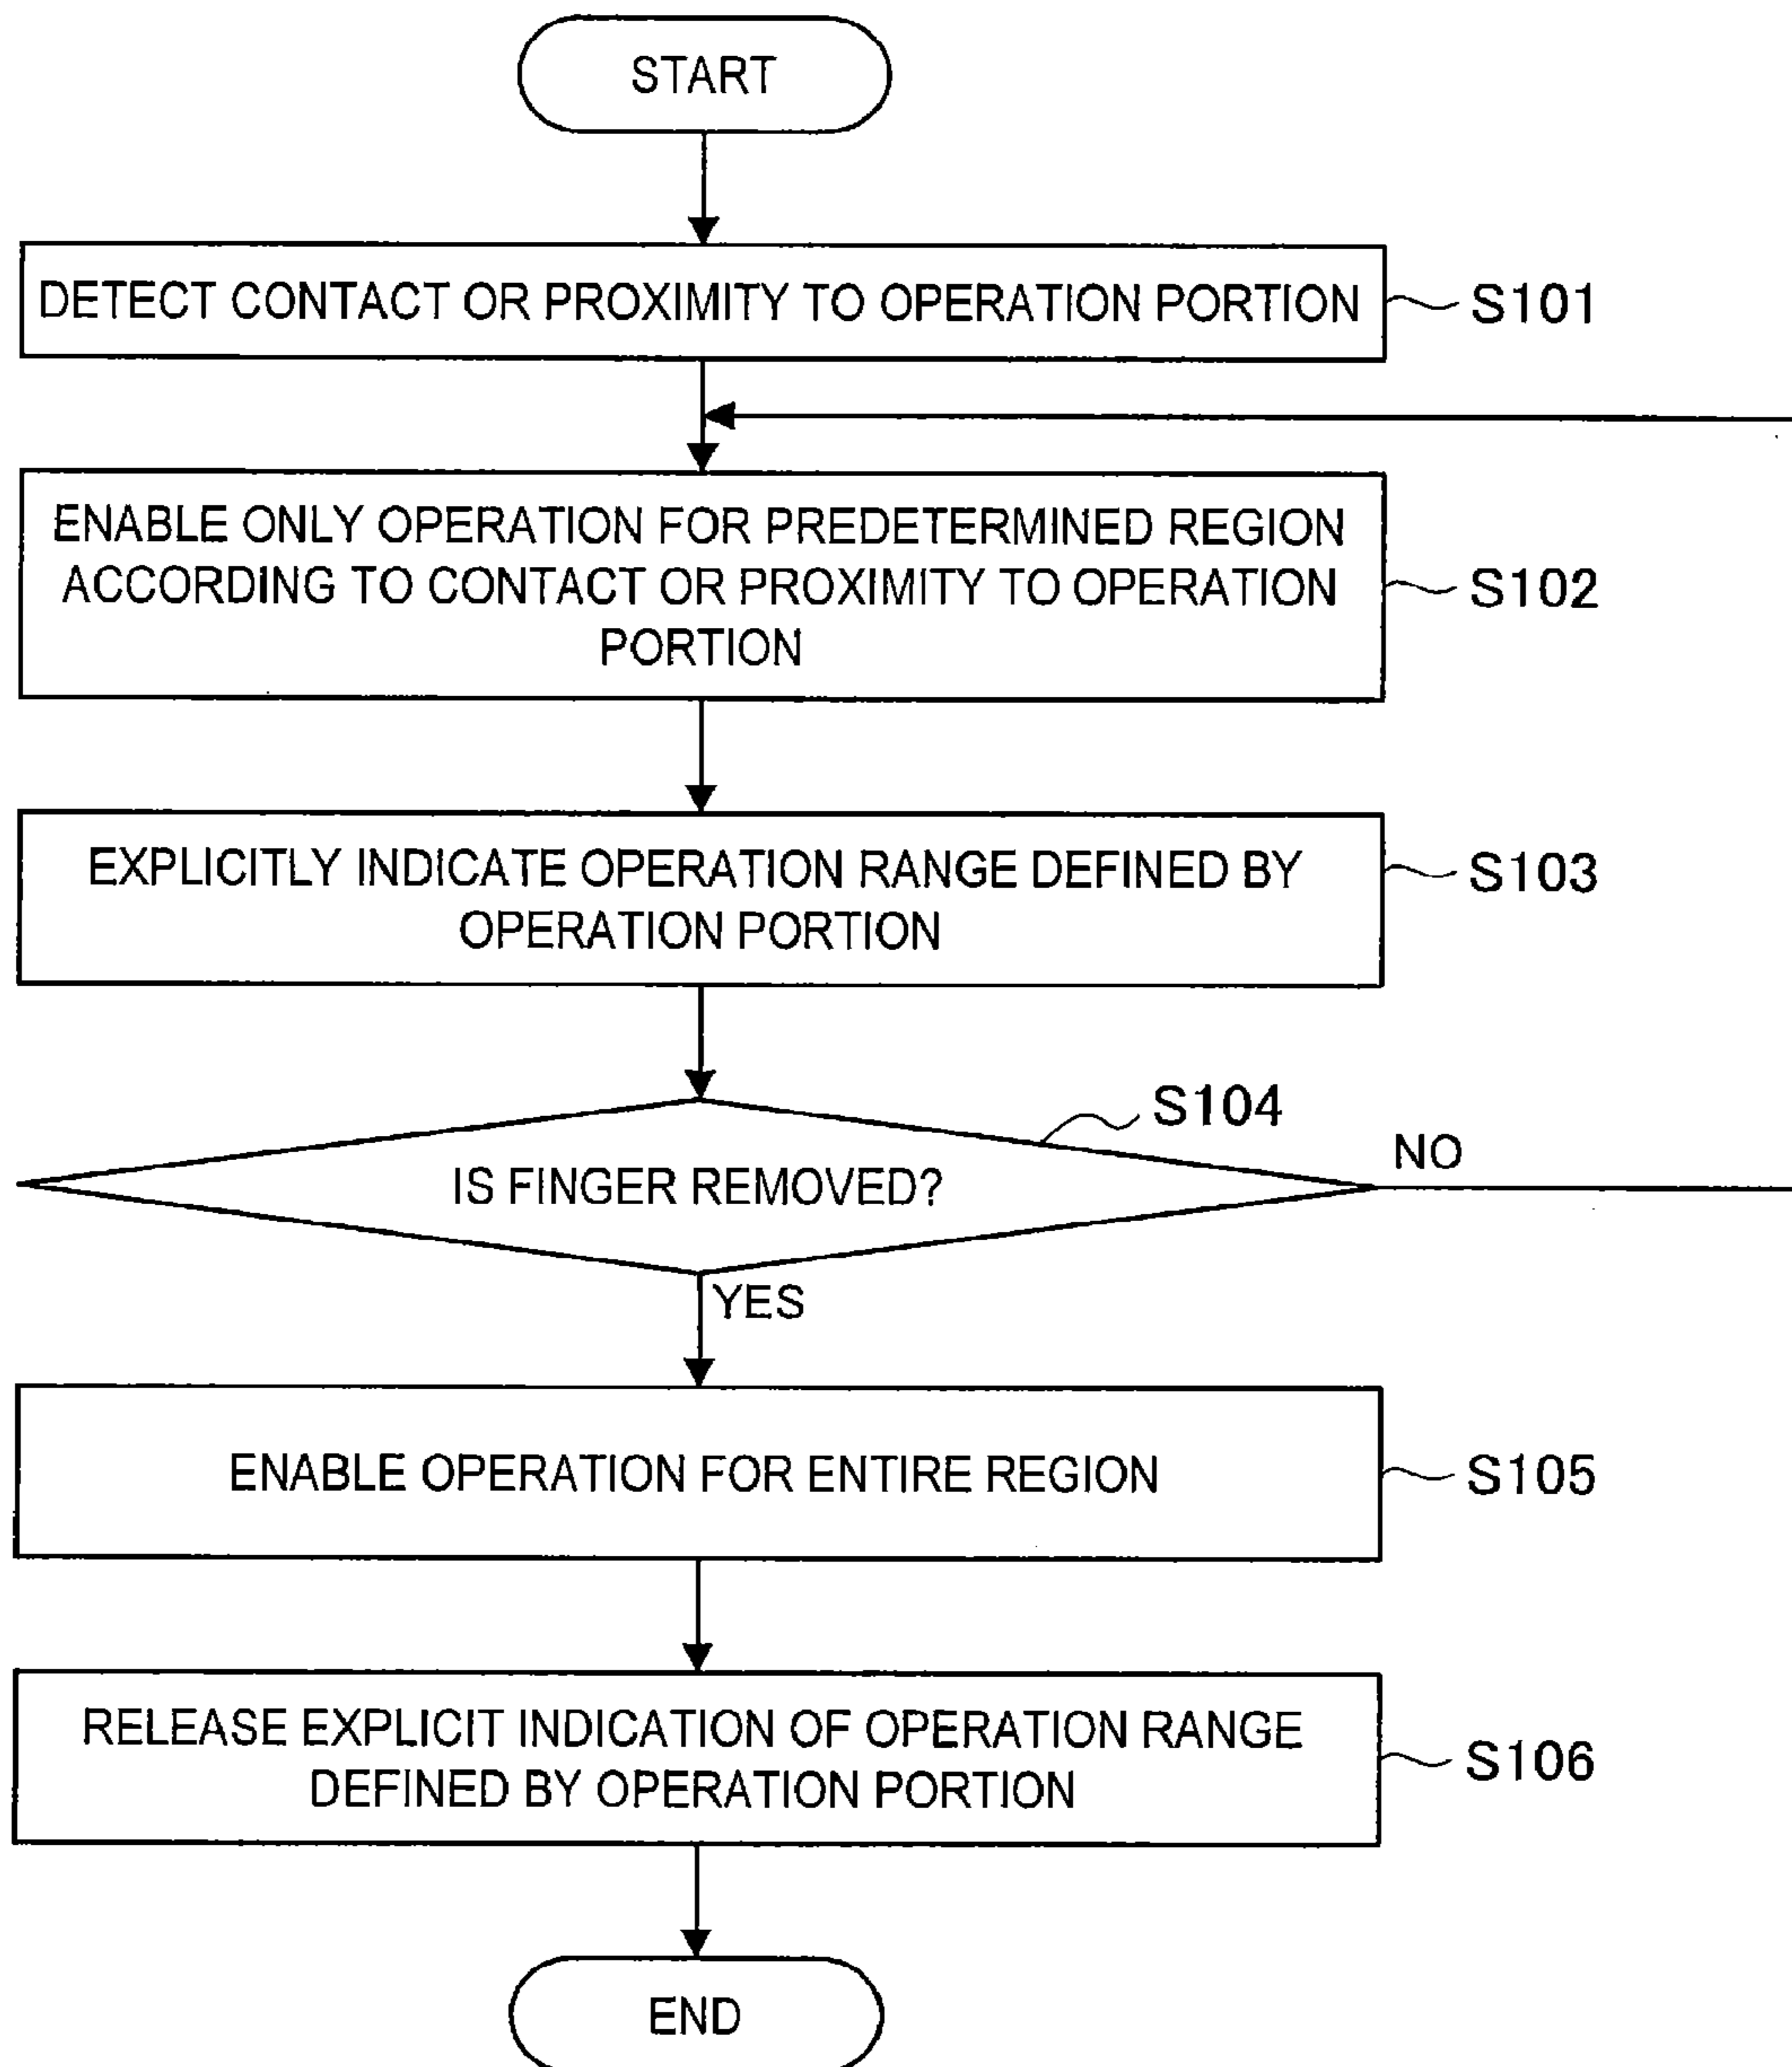 START
DETECT CONTACT OR PROXIMITY TO OPERATION PORTION
S101
ENABLE ONLY OPERATION FOR PREDETERMINED REGION
ACCORDING TO CONTACT OR PROXIMITY TO OPERATION
PORTION
S102
EXPLICITLY INDICATE OPERATION RANGE DEFINED BY
OPERATION PORTION
S103
S104
IS FINGER REMOVED?
NO
YES
ENABLE OPERATION FOR ENTIRE REGION
S105
RELEASE EXPLICIT INDICATION OF OPERATION RANGE
DEFINED BY OPERATION PORTION
S106
END